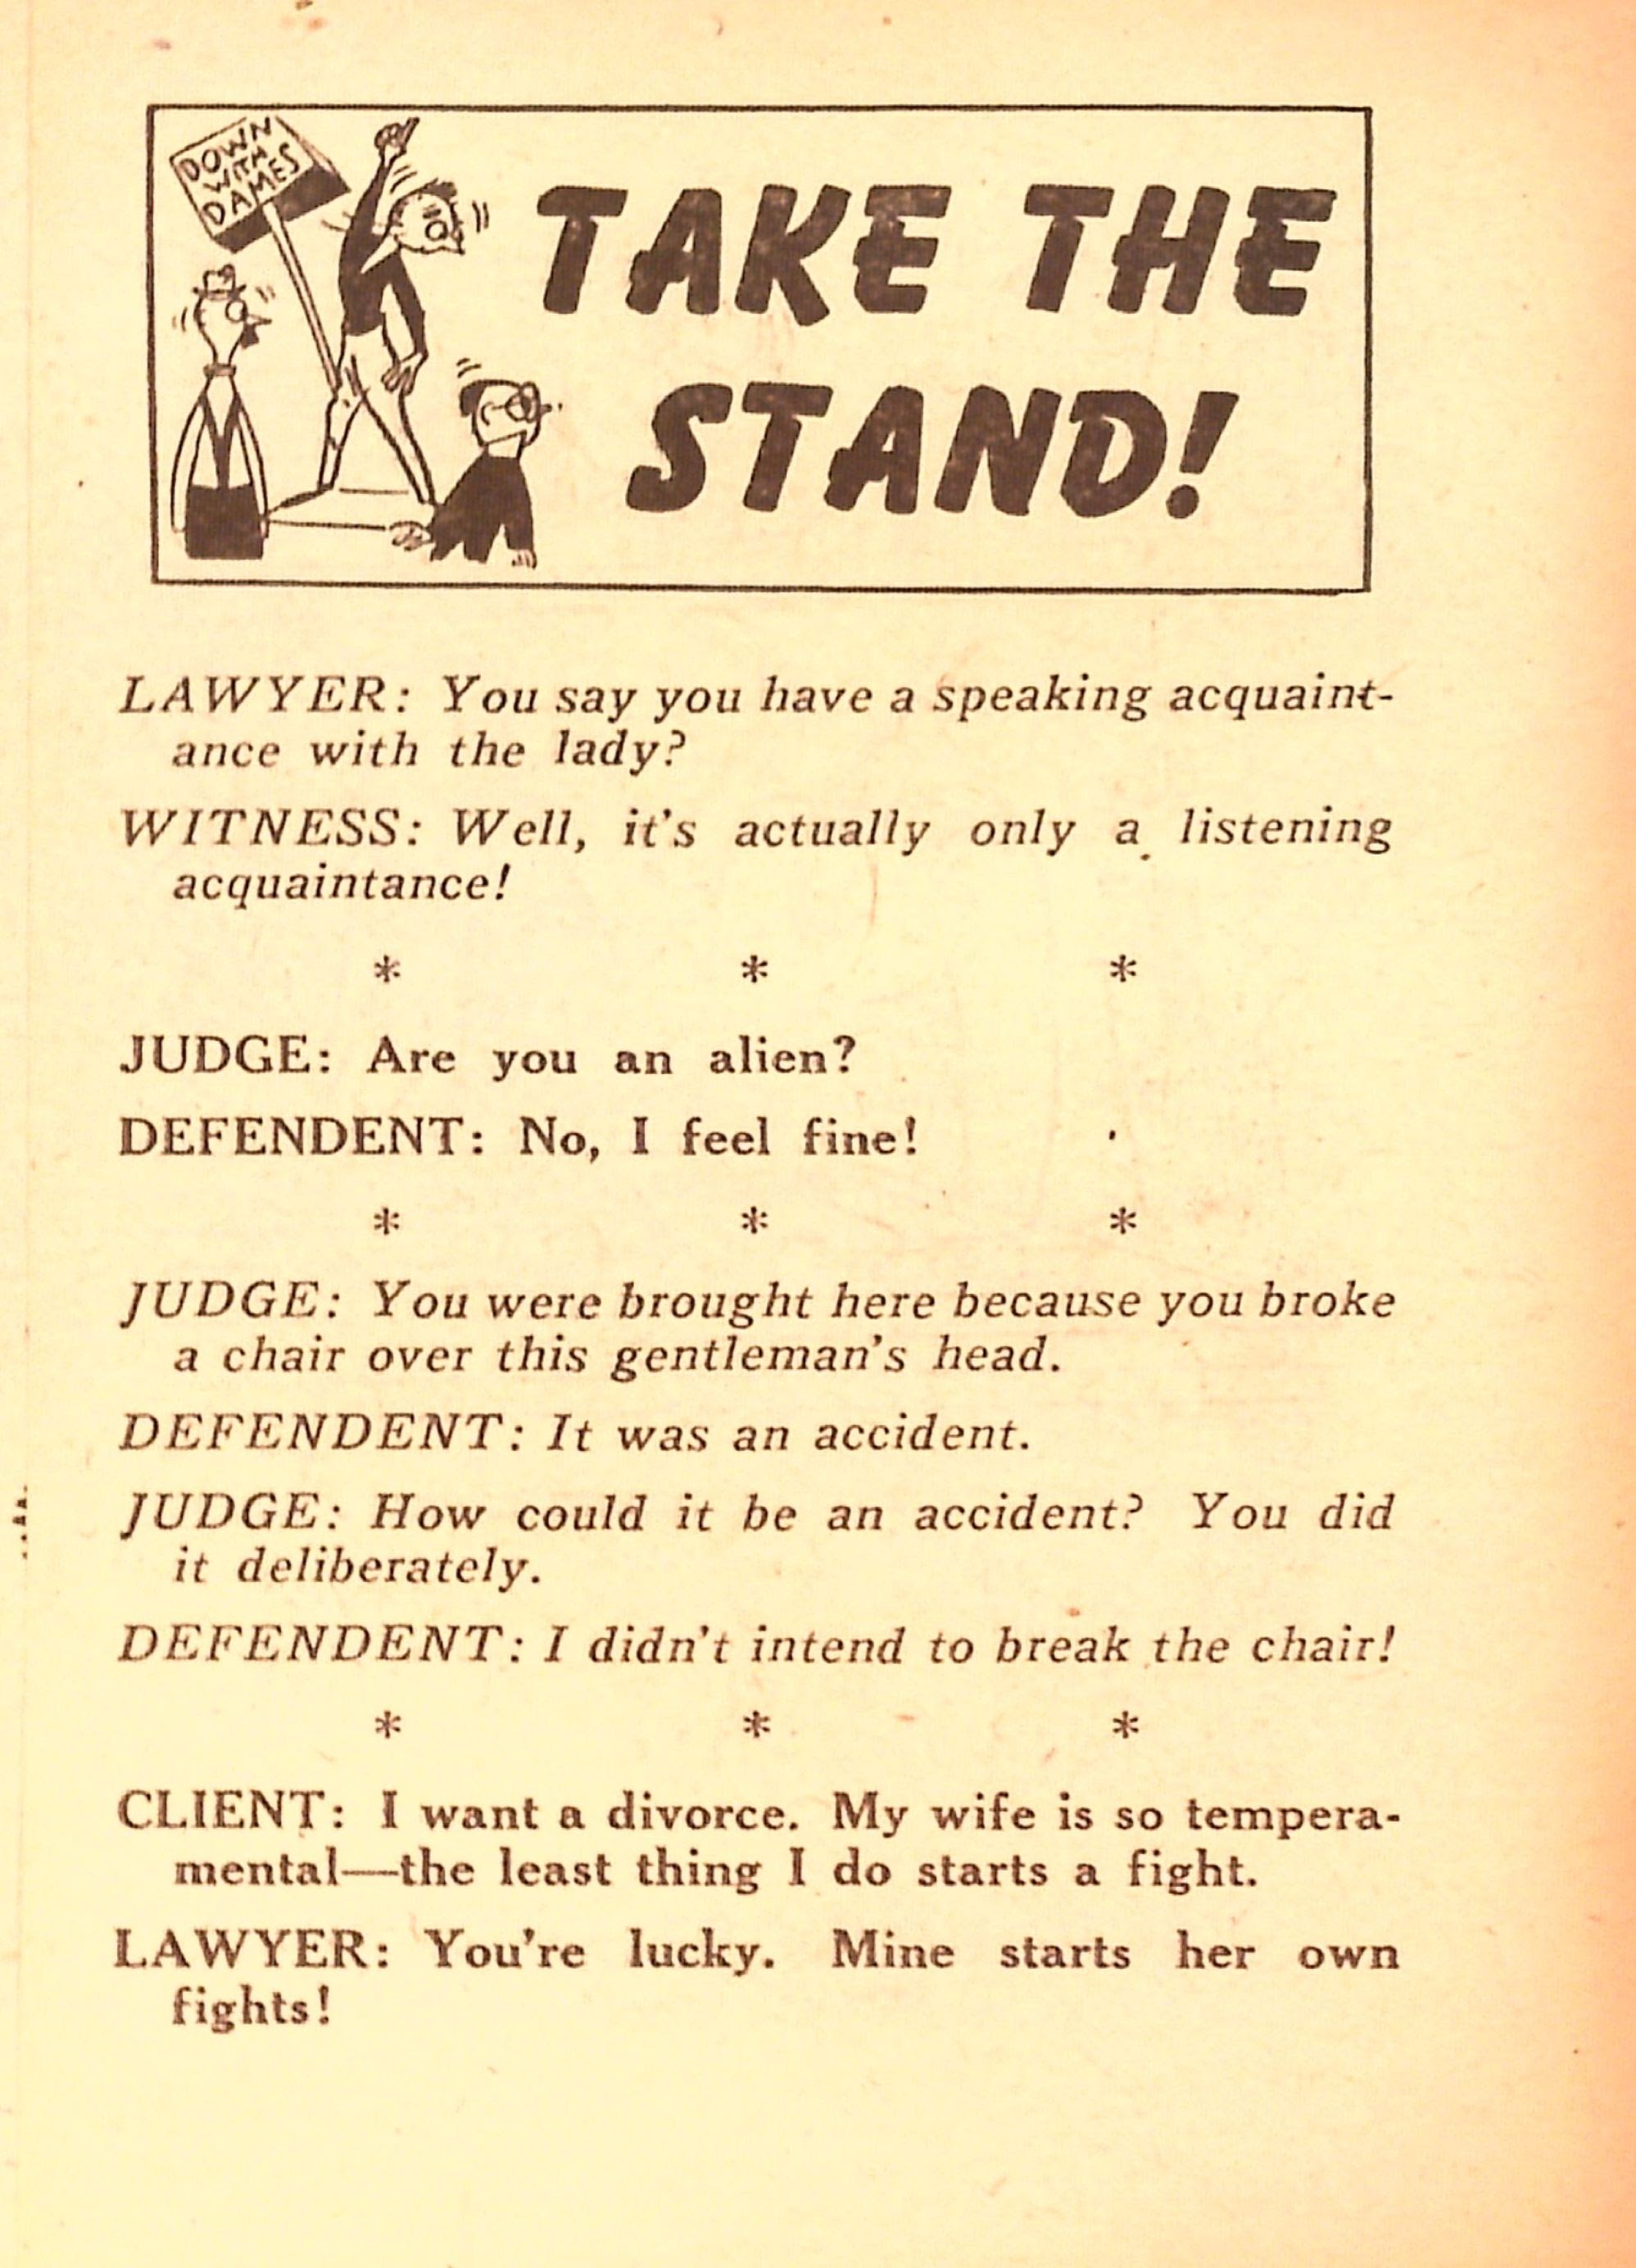 DOWN
WITH
DAMES
TAKE THE
STAND!
LAWYER: You say you have a speaking acquaint-
ance with the lady?
WITNESS: Well, it's actually only a listening
acquaintance!
* * *
JUDGE: Are you an alien?
DEFENDENT: No, I feel fine!
* * *
JUDGE: You were brought here because you broke
a chair over this gentleman's head.
DEFENDENT: It was an accident.
JUDGE: How could it be an accident? You did
it deliberately.
DEFENDENT: I didn't intend to break the chair!
* * *
CLIENT: I want a divorce. My wife is so tempera-
mental—the least thing I do starts a fight.
LAWYER: You're lucky. Mine starts her own
fights!